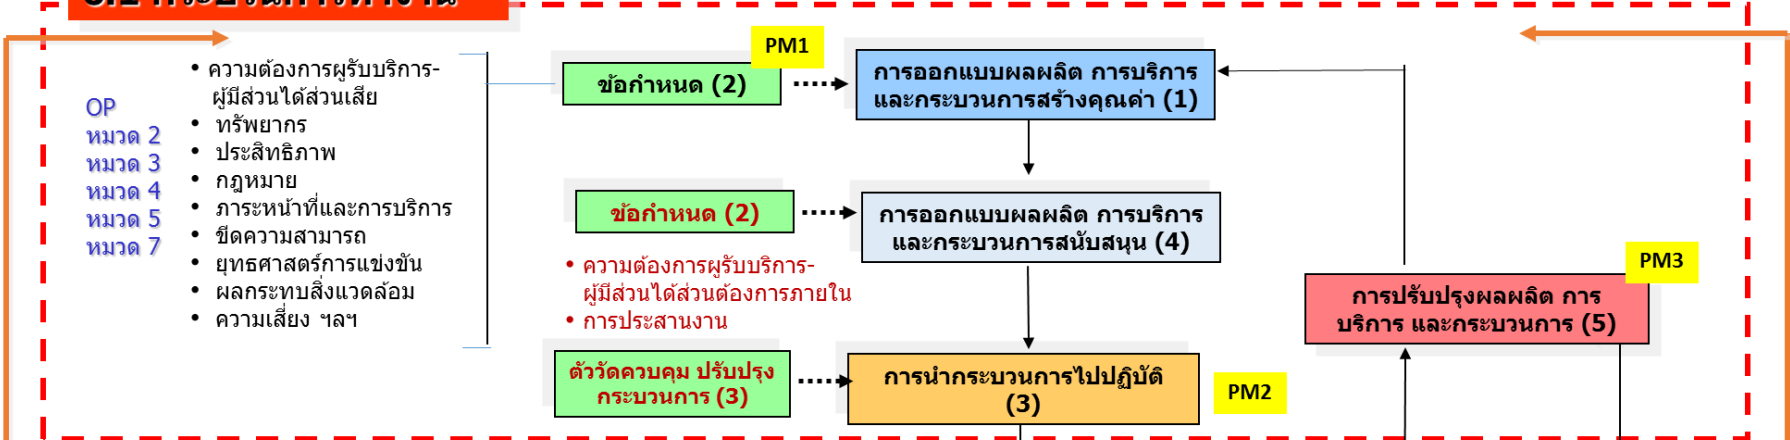 กระบวนการทำงาน
PM1
OP
หมวด 2
หมวด 3
หมวด 4
หมวด 5
หมวด 7
• ความต้องการผู้รับบริการ-
ผู้มีส่วนได้ส่วนเสีย
• ทรัพยากร
• ประสิทธิภาพ
• กฎหมาย
• ภาระหน้าที่และการบริการ
• ขีดความสามารถ
• ยุทธศาสตร์การแข่งขัน
• ผลกระทบสิ่งแวดล้อม
• ความเสี่ยง ฯลฯ
ข้อกำหนด (2)
การออกแบบผลผลิต การบริการ
และกระบวนการสร้างคุณค่า (1)
ข้อกำหนด (2)
การออกแบบผลผลิต การบริการ
และกระบวนการสนับสนุน (4)
• ความต้องการผู้รับบริการ-
ผู้มีส่วนได้ส่วนต้องการภายใน
• การประสานงาน
PM3
การปรับปรุงผลผลิต การ
บริการ และกระบวนการ (5)
ตัววัดควบคุม ปรับปรุง
กระบวนการ (3)
การนำกระบวนการไปปฏิบัติ
(3)
PM2